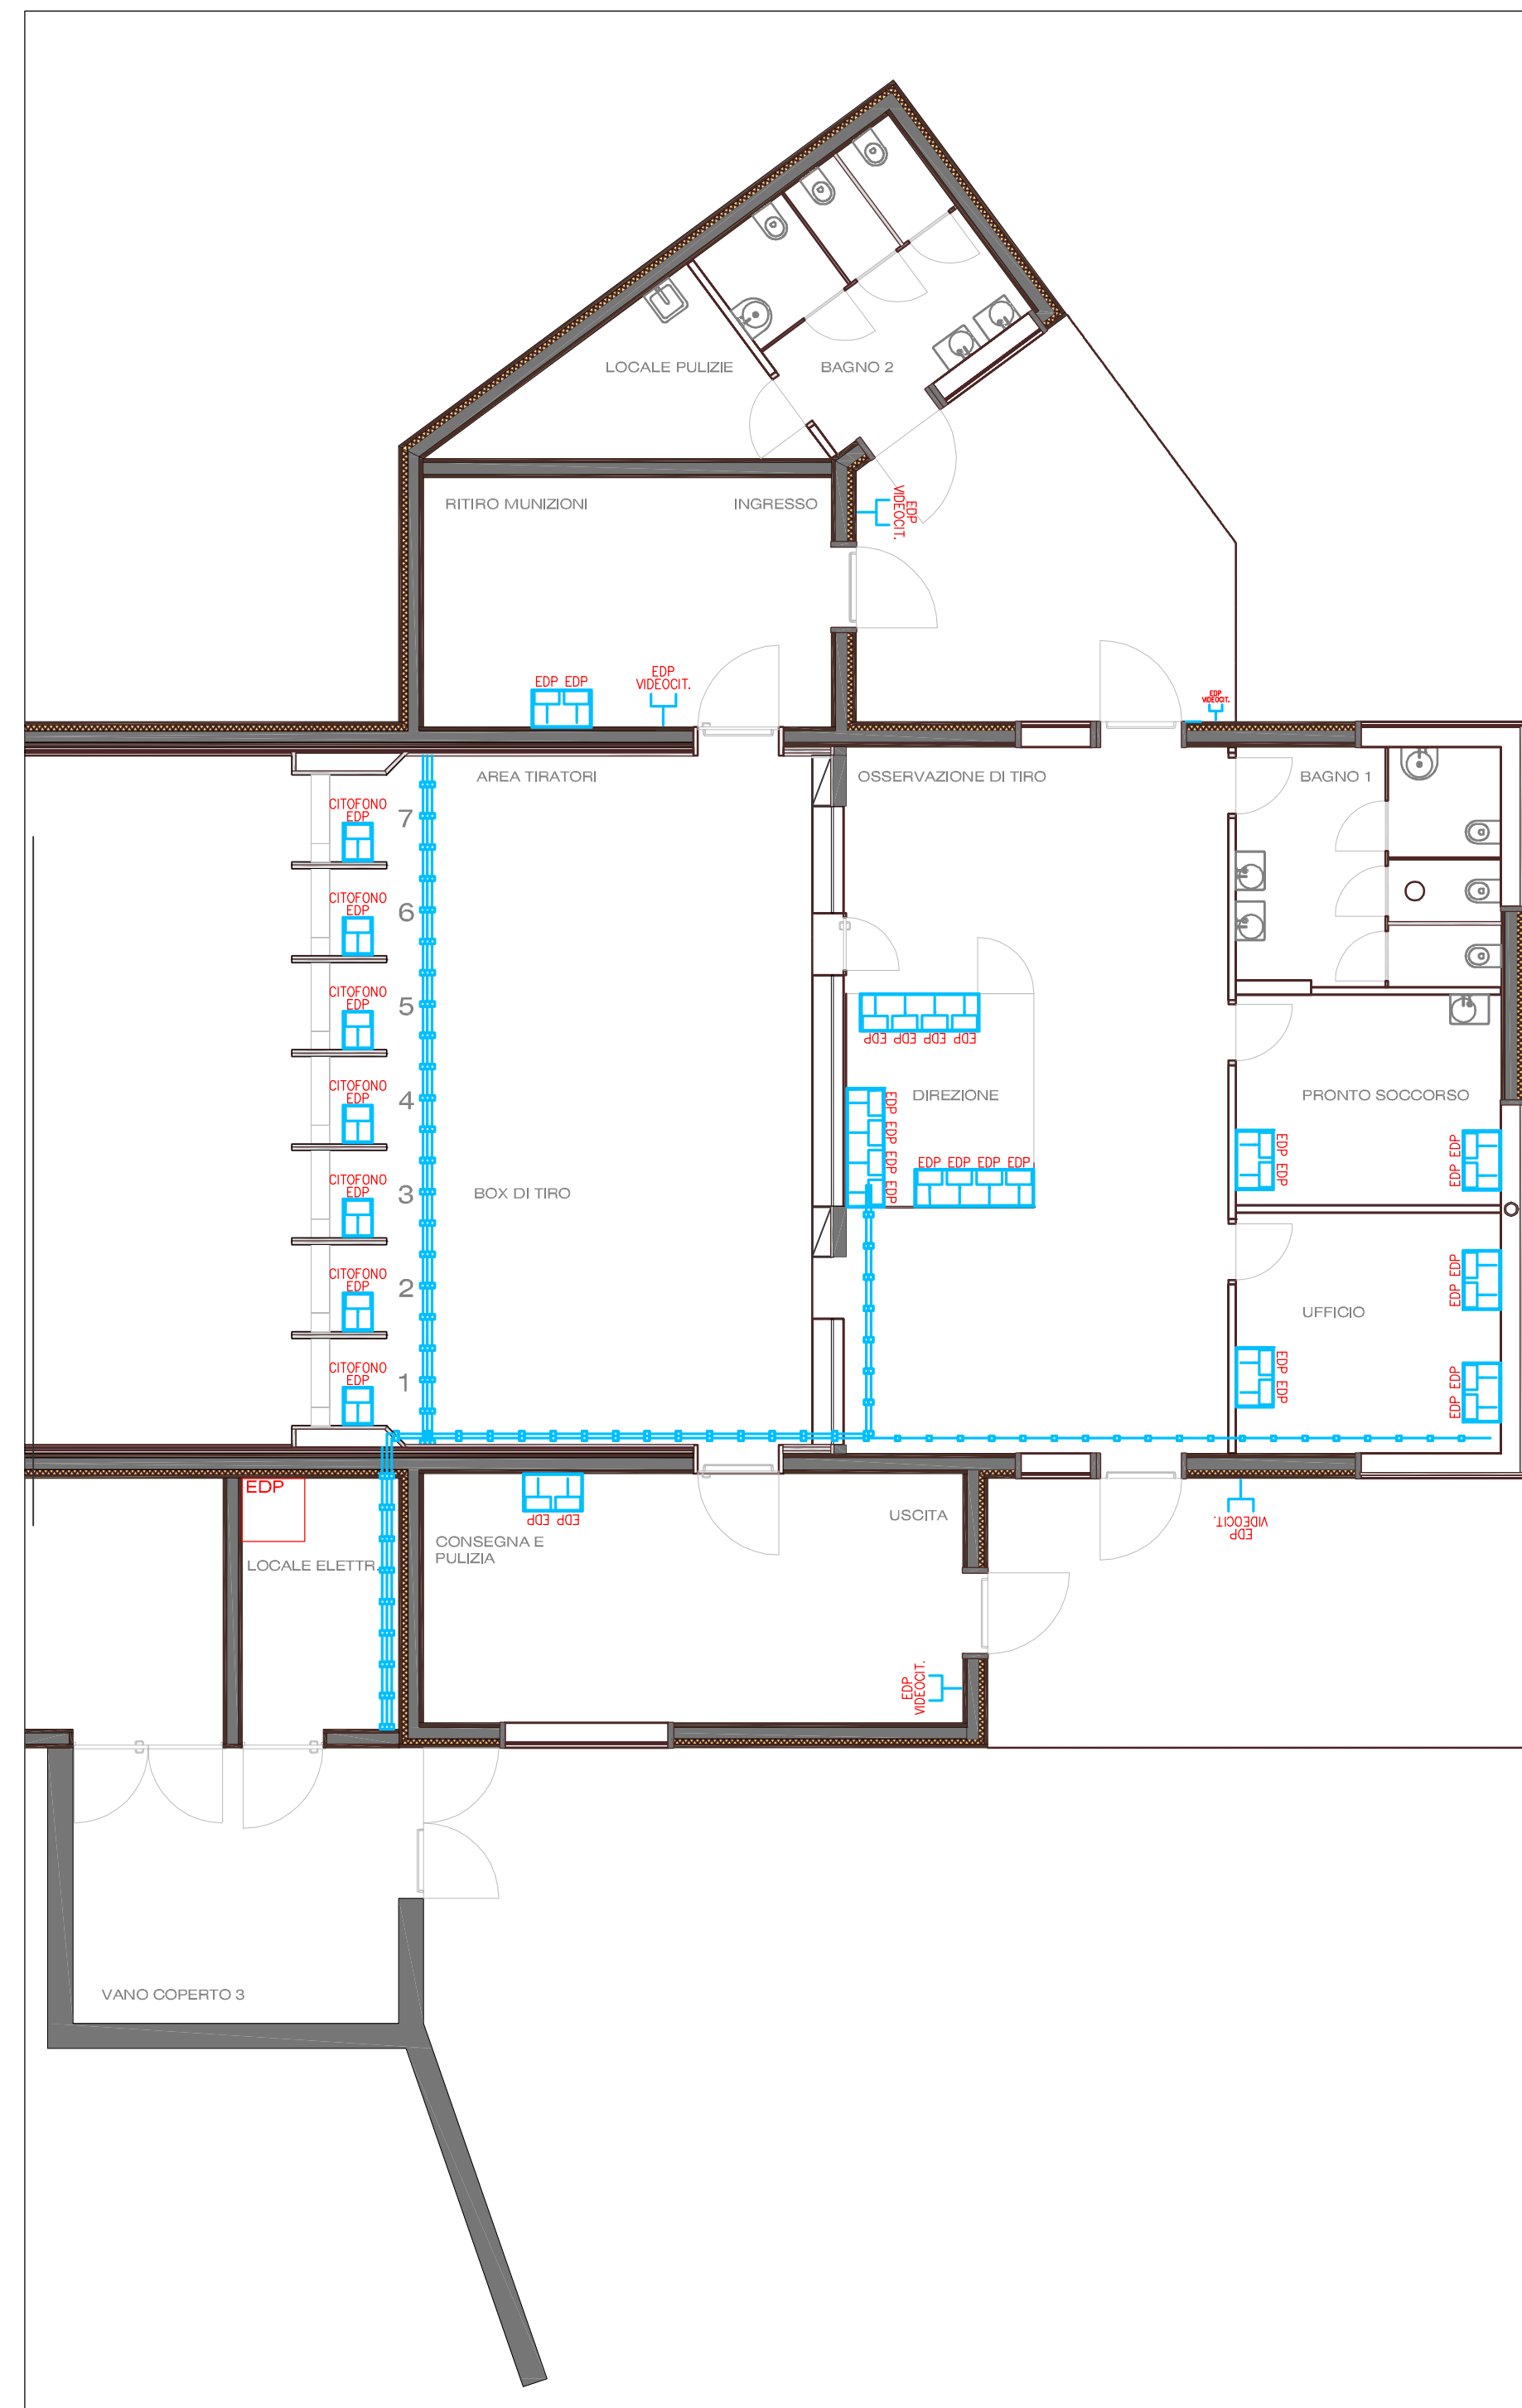 LOCALE PULIZIE
BAGNO 2
RITIRO MUNIZIONI
INGRESSO
EDP
VIDEOCIT.
EDP EDP
EDP
VIDEOCIT.
EDP
VIDEOCIT.
AREA TIRATORI
OSSERVAZIONE DI TIRO
BAGNO 1
CITOFONO
EDP
7
CITOFONO
EDP
6
CITOFONO
EDP
5
EDP EDP EDP EDP
CITOFONO
EDP
4
DIREZIONE
EDP EDP EDP EDP
EDP EDP EDP EDP
PRONTO SOCCORSO
EDP EDP
EDP EDP
CITOFONO
EDP
3
BOX DI TIRO
CITOFONO
EDP
2
UFFICIO
EDP EDP
EDP EDP
EDP EDP
CITOFONO
EDP
1
EDP
LOCALE ELETTR.
EDP EDP
CONSEGNA E
PULIZIA
USCITA
EDP
VIDEOCIT.
EDP
VIDEOCIT.
VANO COPERTO 3